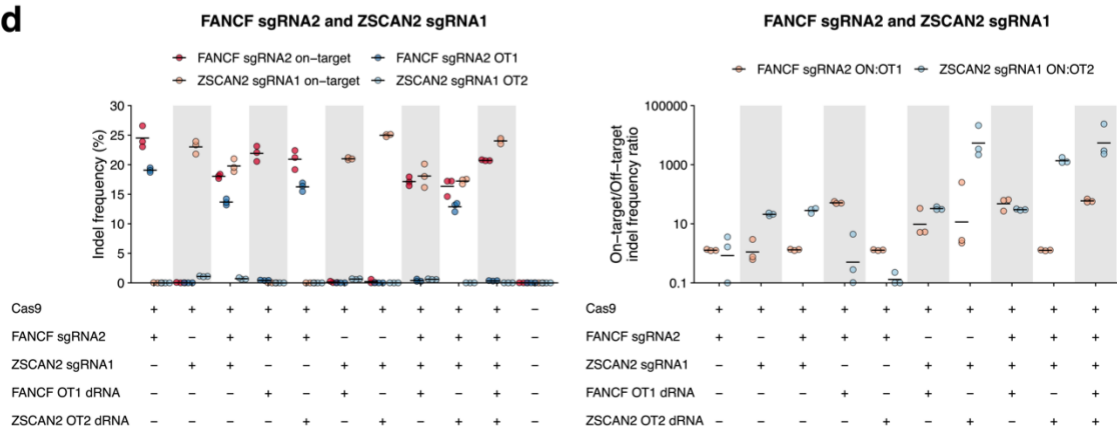 d
FANCF sgRNA2 and ZSCAN2 sgRNA1
FANCF sgRNA2 on−target
FANCF sgRNA2 OT1
ZSCAN2 sgRNA1 on−target
ZSCAN2 sgRNA1 OT2
Indel frequency (%)
30
25
20
15
10
5
0
Cas9 + + + + + + + + + + −
FANCF sgRNA2 + − + + + − − + + + −
ZSCAN2 sgRNA1 − + + − − + + + + + −
FANCF OT1 dRNA − − − + − + − + − + −
ZSCAN2 OT2 dRNA − − − − + − + − + + −
FANCF sgRNA2 and ZSCAN2 sgRNA1
FANCF sgRNA2 ON:OT1
ZSCAN2 sgRNA1 ON:OT2
On−target/Off−target
indel frequency ratio
100000
1000
10
0.1
Cas9 + + + + + + + + + +
FANCF sgRNA2 + − + + + − − + + +
ZSCAN2 sgRNA1 − + + − − + + + + +
FANCF OT1 dRNA − − − + − + − + − +
ZSCAN2 OT2 dRNA − − − − + − + − + +